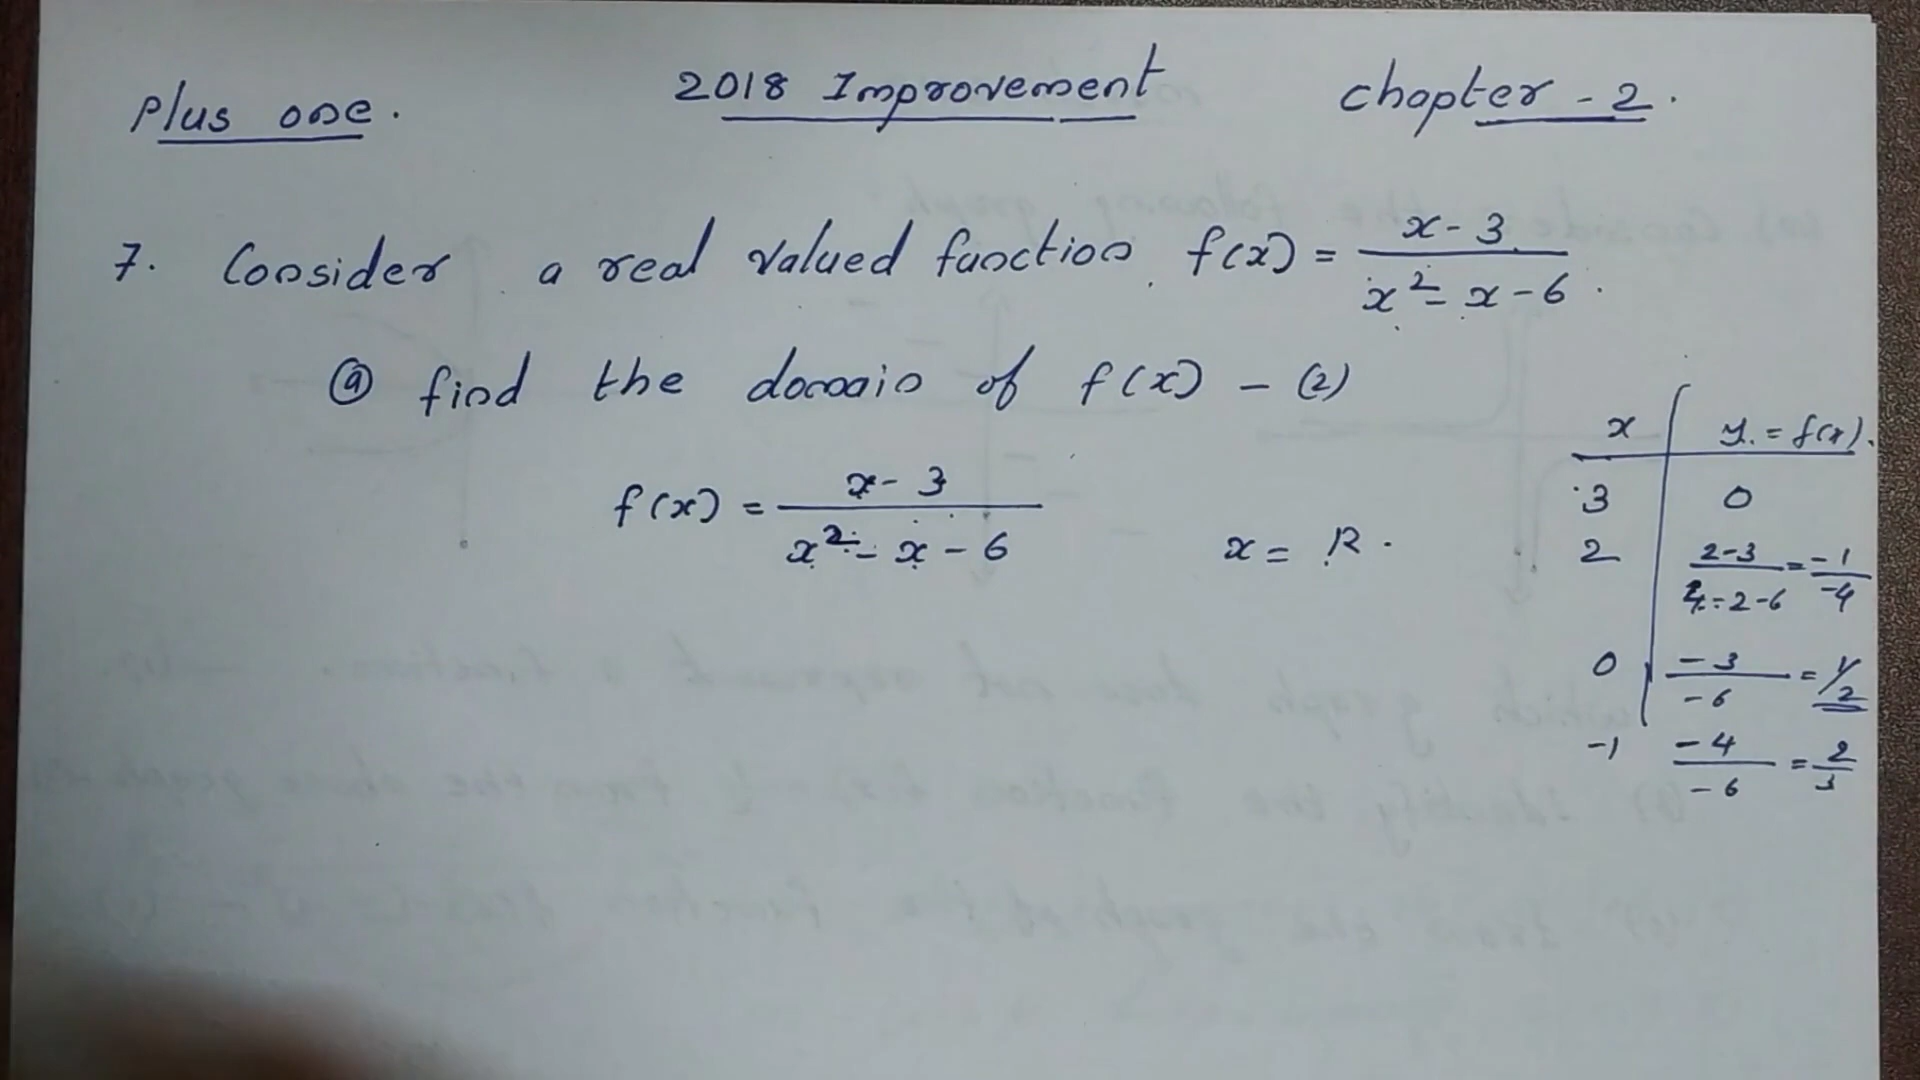 Plus one. 2018 Improvement chapter - 2.
7. Consider a real valued function f(x) = (x - 3)/(x² - x - 6).
ⓐ find the domain of f(x) - (2)
f(x) = (x - 3)/(x² - x - 6) x = R.
x y = f(x).
3 0
2 (2-3)/(4-2-6) = -1/-4
0 -3/-6 = 1/2
-1 -4/-6 = 2/3